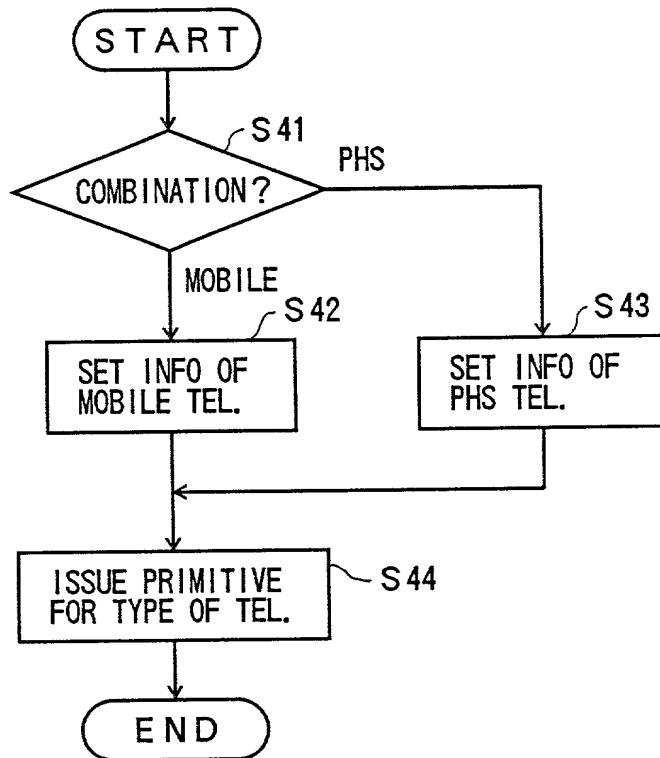 START
S41
COMBINATION?
PHS
MOBILE
S42
SET INFO OF
MOBILE TEL.
S43
SET INFO OF
PHS TEL.
S44
ISSUE PRIMITIVE
FOR TYPE OF TEL.
END